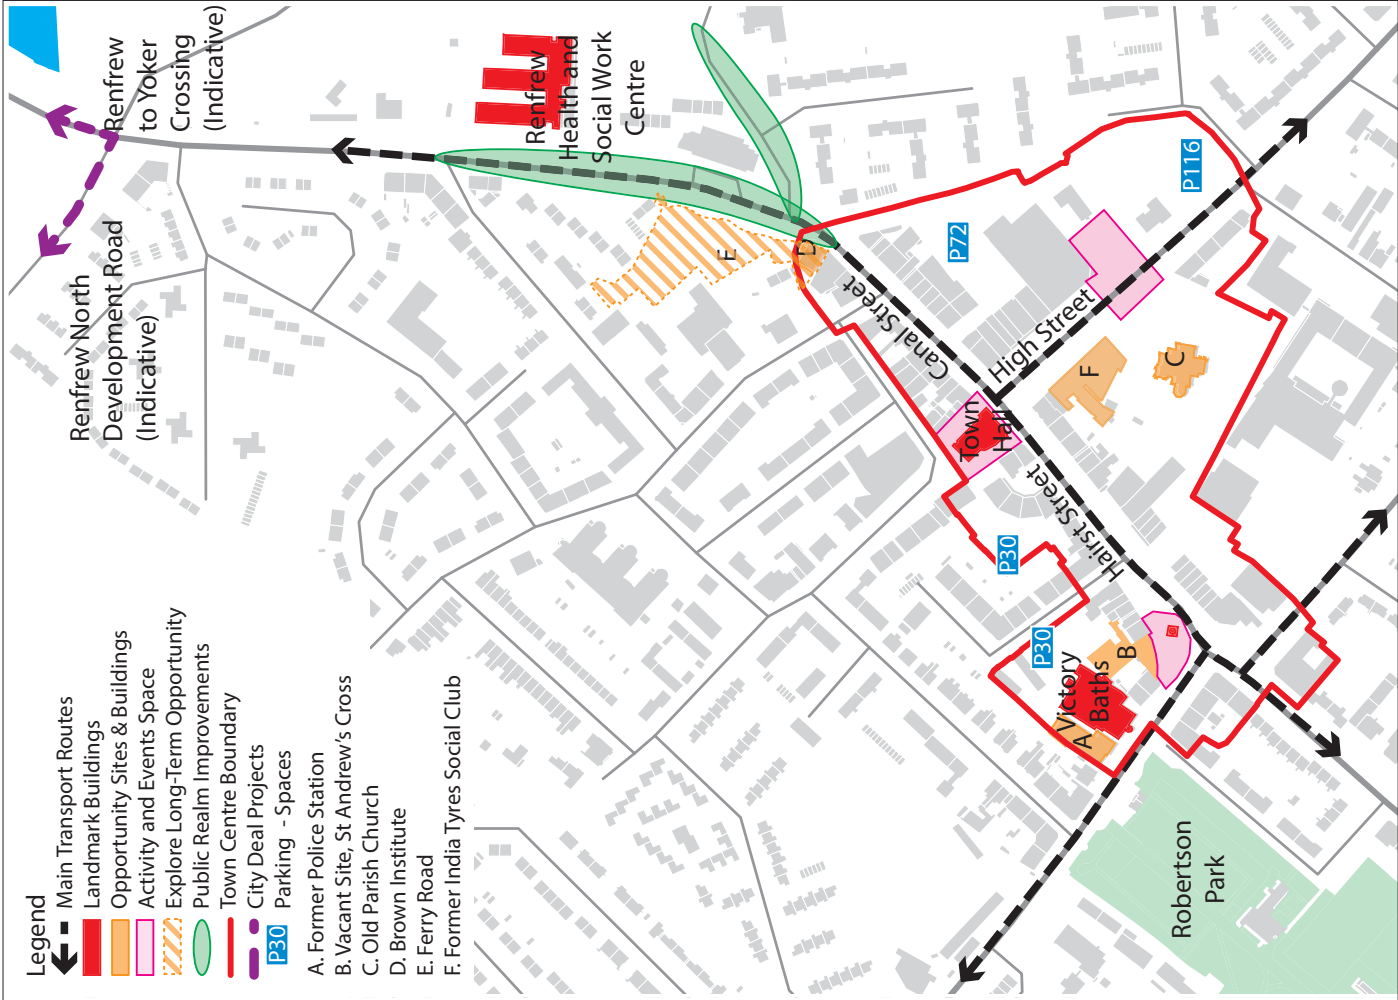 Legend
Main Transport Routes
Landmark Buildings
Opportunity Sites & Buildings
Activity and Events Space
Explore Long-Term Opportunity
Public Realm Improvements
Town Centre Boundary
City Deal Projects
P30 Parking - Spaces
A. Former Police Station
B. Vacant Site, St Andrew's Cross
C. Old Parish Church
D. Brown Institute
E. Ferry Road
F. Former India Tyres Social Club
Renfrew North
Development Road
(Indicative)
Renfrew
to Yoker
Crossing
(Indicative)
Renfrew
Health and
Social Work
Centre
E
D
Canal Street
P72
P116
High Street
F
C
Town
Hall
Hairst Street
P30
P30
Victory
Baths
A
B
Robertson
Park